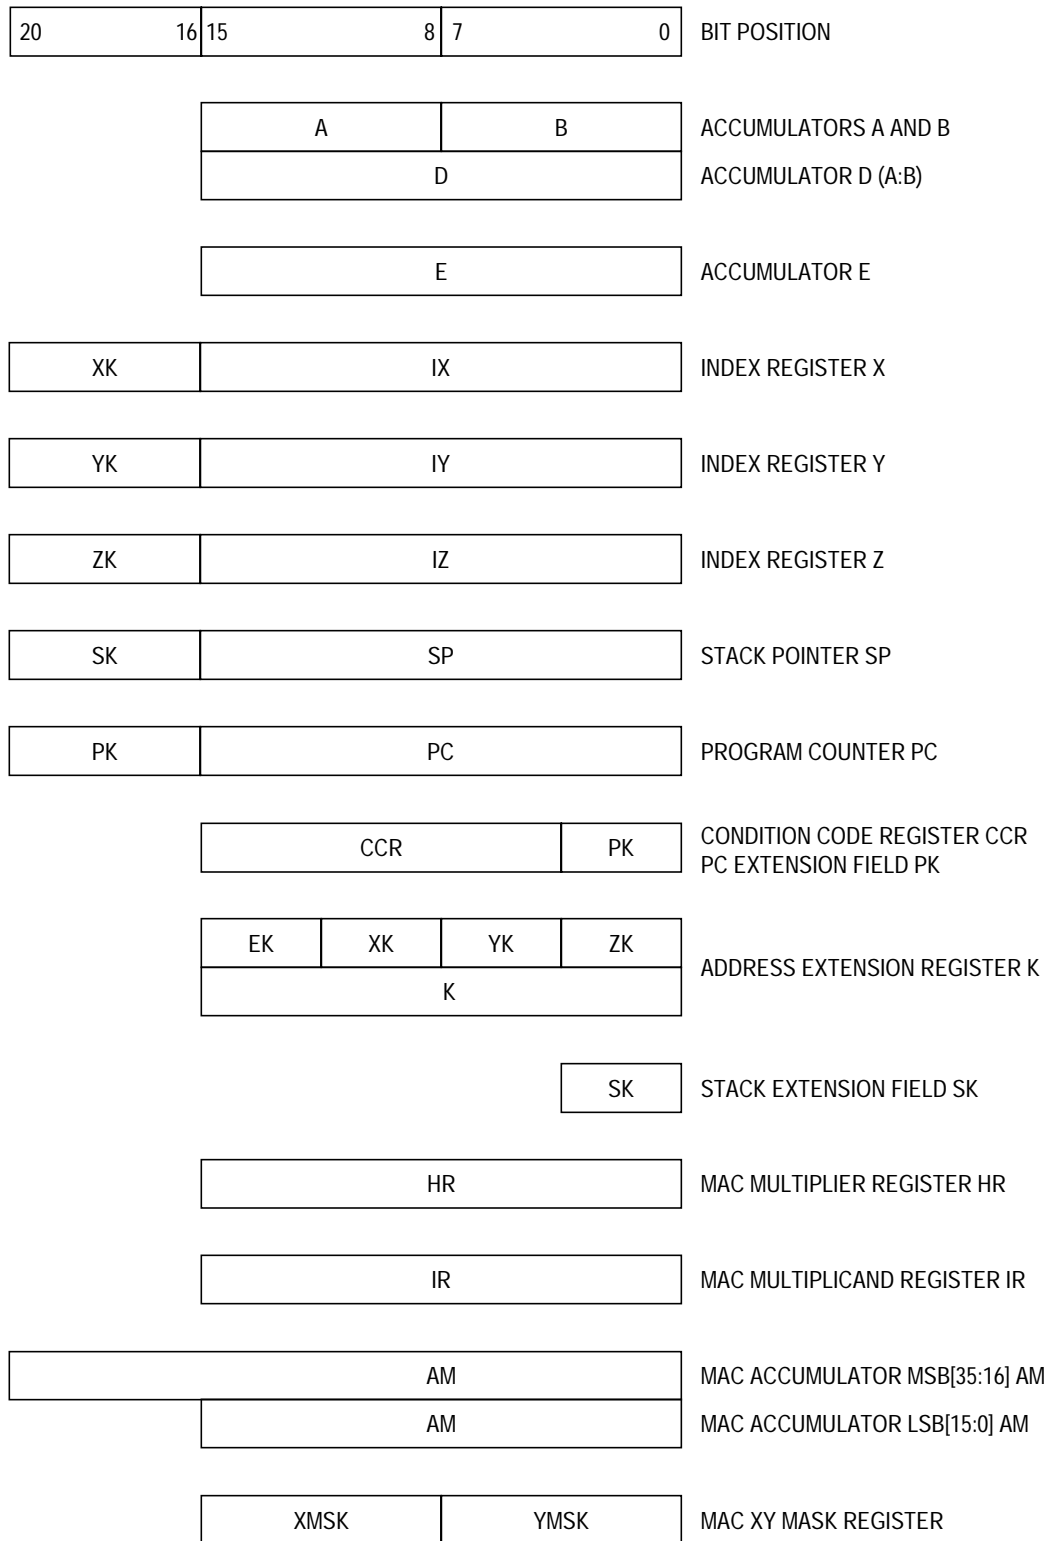 20 16 15 8 7 0 BIT POSITION
A B ACCUMULATORS A AND B
D ACCUMULATOR D (A:B)
E ACCUMULATOR E
XK IX INDEX REGISTER X
YK IY INDEX REGISTER Y
ZK IZ INDEX REGISTER Z
SK SP STACK POINTER SP
PK PC PROGRAM COUNTER PC
CCR PK CONDITION CODE REGISTER CCR
PC EXTENSION FIELD PK
EK XK YK ZK
ADDRESS EXTENSION REGISTER K
K
SK STACK EXTENSION FIELD SK
HR MAC MULTIPLIER REGISTER HR
IR MAC MULTIPLICAND REGISTER IR
AM MAC ACCUMULATOR MSB[35:16] AM
AM MAC ACCUMULATOR LSB[15:0] AM
XMSK YMSK MAC XY MASK REGISTER